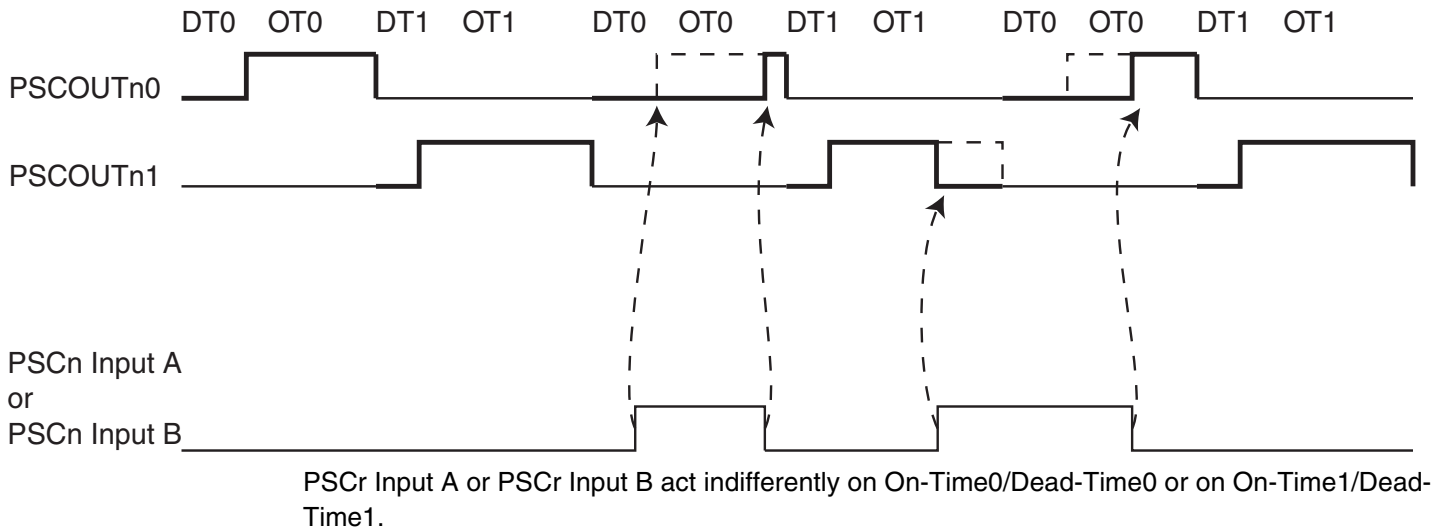 DT0 OT0 DT1 OT1 DT0 OT0 DT1 OT1 DT0 OT0 DT1 OT1
PSCOUTn0
PSCOUTn1
PSCn Input A
or
PSCn Input B
PSCr Input A or PSCr Input B act indifferently on On-Time0/Dead-Time0 or on On-Time1/Dead-
Time1.